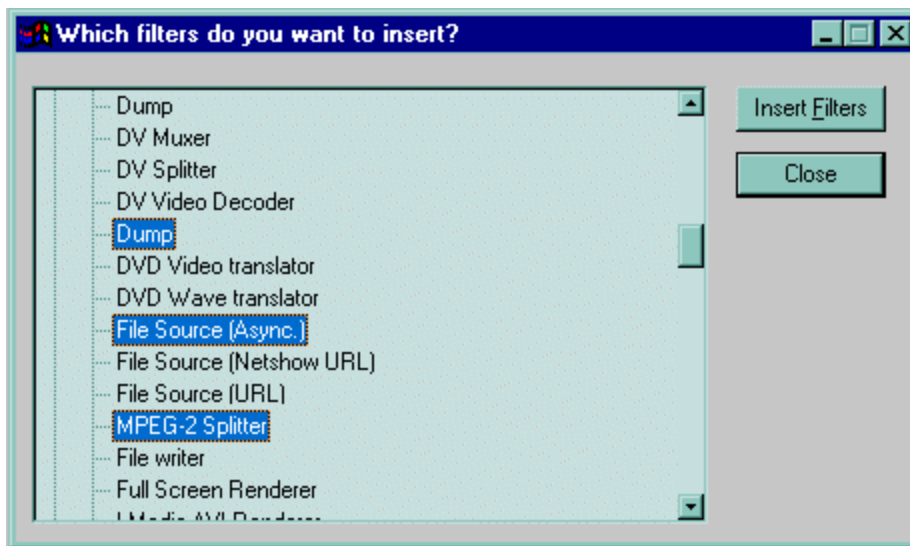 Which filters do you want to insert?
Dump
DV Muxer
DV Splitter
DV Video Decoder
Dump
DVD Video translator
DVD Wave translator
File Source (Async.)
File Source (Netshow URL)
File Source (URL)
MPEG-2 Splitter
File writer
Full Screen Renderer
Insert Filters
Close